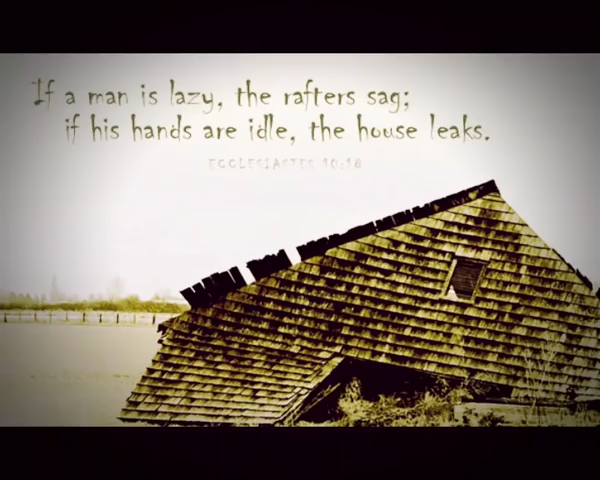 If a man is lazy, the rafters sag;
if his hands are idle, the house leaks.
ECCLESIASTES 10:18